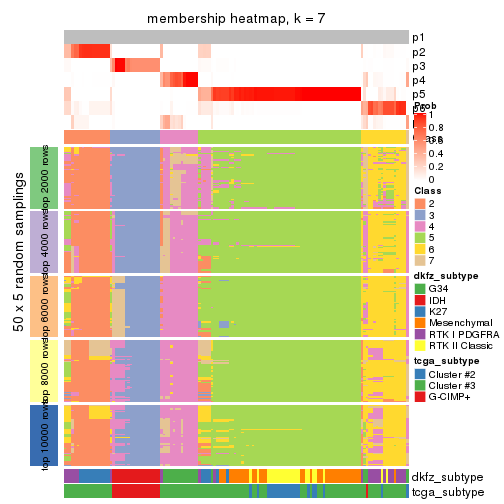 membership heatmap, k = 7
p1
p2
p3
p4
p5
Prob
1
0.8
0.6
0.4
0.2
0
Class
2
3
4
5
6
7
dkfz_subtype
G34
IDH
K27
Mesenchymal
RTK I PDGFRA
RTK II Classic
tcga_subtype
Cluster #2
Cluster #3
G-CIMP+
50 x 5 random samplings
top 2000 rows
top 4000 rows
top 6000 rows
top 8000 rows
top 10000 rows
dkfz_subtype
tcga_subtype